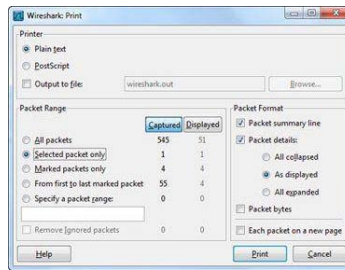 Wireshark: Print
Printer
Plain text
PostScript
Output to file: wireshark.out Browse...
Packet Range
Captured Displayed
All packets 545 51
Selected packet only 1 1
Marked packets only 4 4
From first to last marked packet 55 4
Specify a packet range: 0 0
Remove Ignored packets 0 0
Packet Format
Packet summary line
Packet details:
All collapsed
As displayed
All expanded
Packet bytes
Each packet on a new page
Help Print Cancel